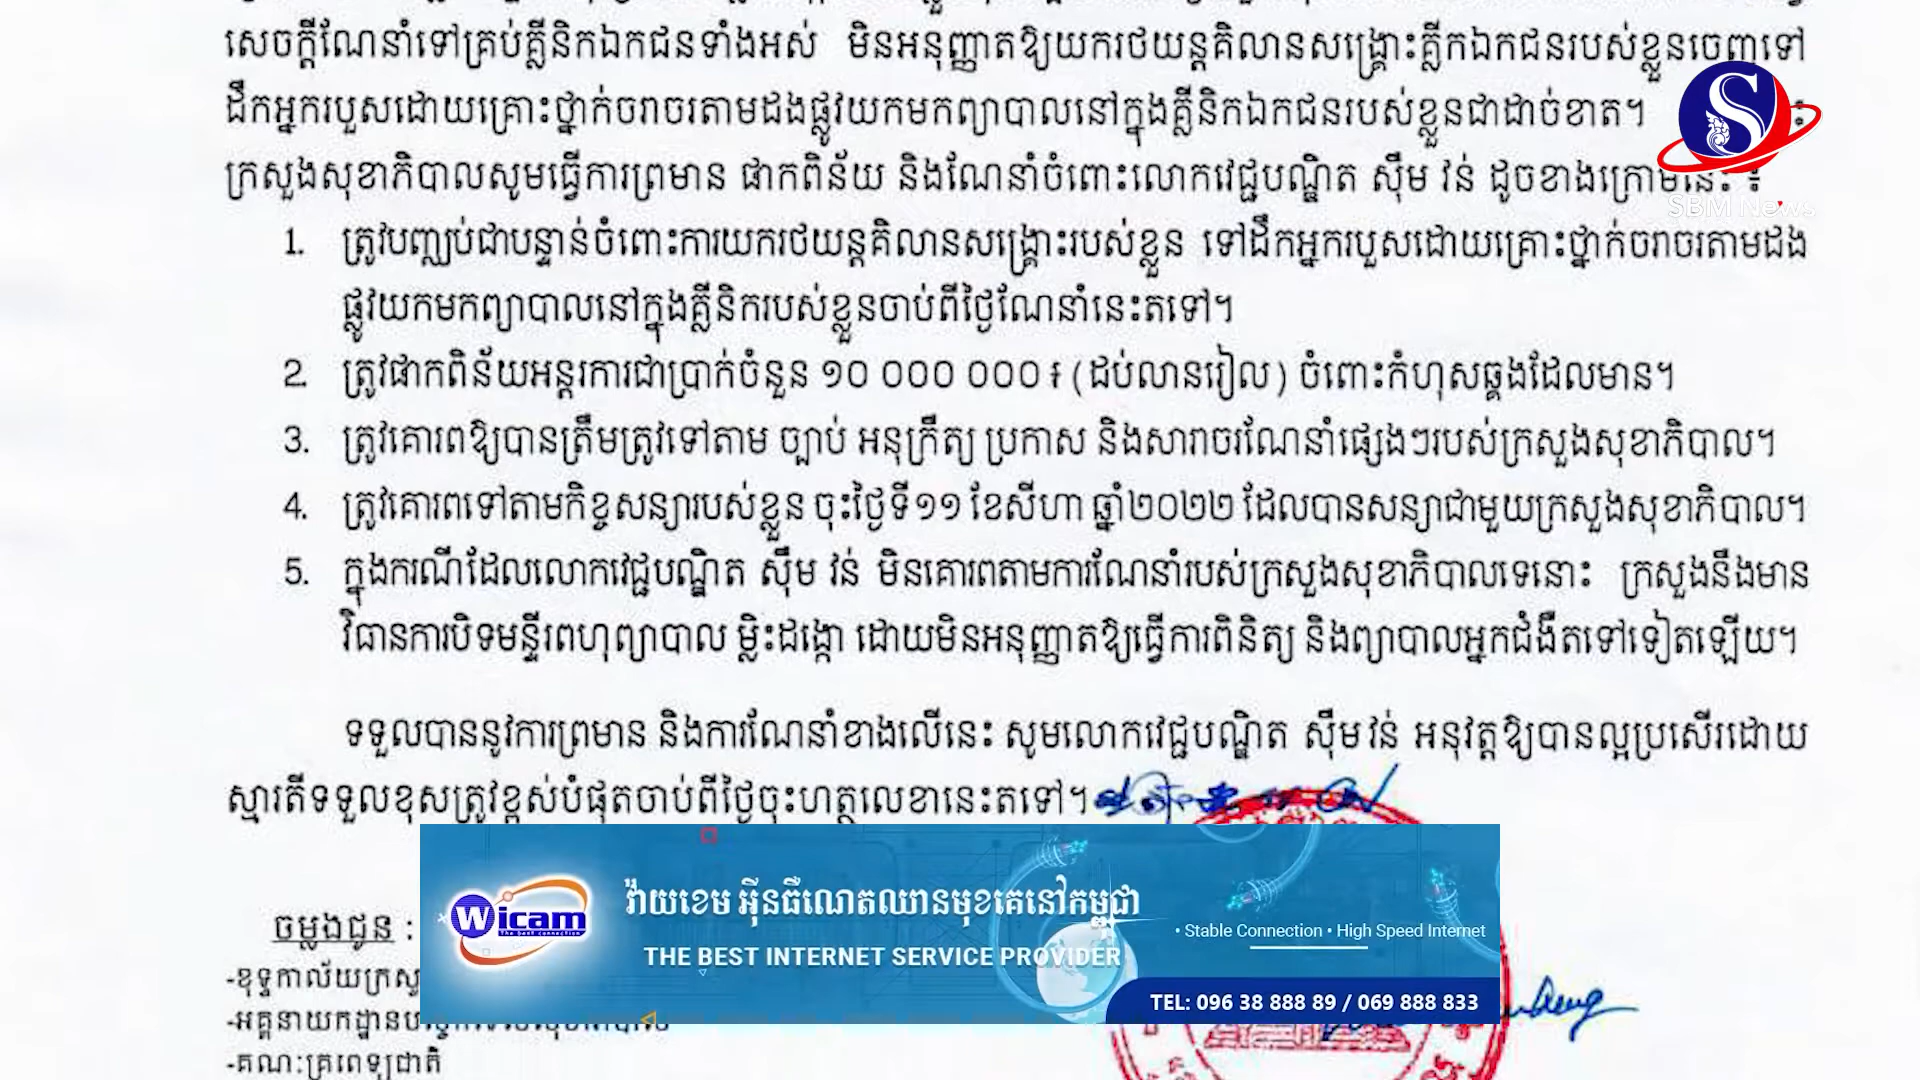 សេចក្ដីណែនាំទៅគ្រប់គ្លីនិកឯកជនទាំងអស់ មិនអនុញ្ញាតឱ្យយករថយន្តគិលានសង្គ្រោះគ្លីកឯកជនរបស់ខ្លួនចេញទៅ
ដឹកអ្នករបួសដោយគ្រោះថ្នាក់ចរាចរតាមដងផ្លូវយកមកព្យាបាលនៅក្នុងគ្លីនិកឯកជនរបស់ខ្លួនជាដាច់ខាត។
ក្រសួងសុខាភិបាលសូមធ្វើការព្រមាន ផាកពិន័យ និងណែនាំចំពោះលោកវេជ្ជបណ្ឌិត ស៊ឹម វន់ ដូចខាងក្រោមនេះ ៖
SBM News
1. ត្រូវបញ្ឈប់ជាបន្ទាន់ចំពោះការយករថយន្តគិលានសង្គ្រោះរបស់ខ្លួន ទៅដឹកអ្នករបួសដោយគ្រោះថ្នាក់ចរាចរតាមដង
ផ្លូវយកមកព្យាបាលនៅក្នុងគ្លីនិករបស់ខ្លួនចាប់ពីថ្ងៃណែនាំនេះតទៅ។
2. ត្រូវផាកពិន័យអន្តរការជាប្រាក់ចំនួន ១០ ០០០ ០០០៛ (ដប់លានរៀល) ចំពោះកំហុសឆ្គងដែលមាន។
3. ត្រូវគោរពឱ្យបានត្រឹមត្រូវទៅតាម ច្បាប់ អនុក្រឹត្យ ប្រកាស និងសារាចរណែនាំផ្សេងៗរបស់ក្រសួងសុខាភិបាល។
4. ត្រូវគោរពទៅតាមកិច្ចសន្យារបស់ខ្លួន ចុះថ្ងៃទី១១ ខែសីហា ឆ្នាំ២០២២ ដែលបានសន្យាជាមួយក្រសួងសុខាភិបាល។
5. ក្នុងករណីដែលលោកវេជ្ជបណ្ឌិត ស៊ឹម វន់ មិនគោរពតាមការណែនាំរបស់ក្រសួងសុខាភិបាលទេនោះ ក្រសួងនឹងមាន
វិធានការបិទមន្ទីរពហុព្យាបាល ម្លិះដង្កោ ដោយមិនអនុញ្ញាតឱ្យធ្វើការពិនិត្យ និងព្យាបាលអ្នកជំងឺតទៅទៀតឡើយ។
ទទួលបាននូវការព្រមាន និងការណែនាំខាងលើនេះ សូមលោកវេជ្ជបណ្ឌិត ស៊ឹមវន់ អនុវត្តឱ្យបានល្អប្រសើរដោយ
ស្មារតីទទួលខុសត្រូវខ្ពស់បំផុតចាប់ពីថ្ងៃចុះហត្ថលេខានេះតទៅ។
Wicam
The best connection
វ៉ាយខេម អ៊ីនធឺណេតឈានមុខគេនៅកម្ពុជា
THE BEST INTERNET SERVICE PROVIDER
• Stable Connection • High Speed Internet
TEL: 096 38 888 89 / 069 888 833
ចម្លងជូន :
-ខុទ្ទកាល័យក្រសួ
-អគ្គនាយកដ្ឋាន
-គណៈគ្រូពេទ្យជាតិ